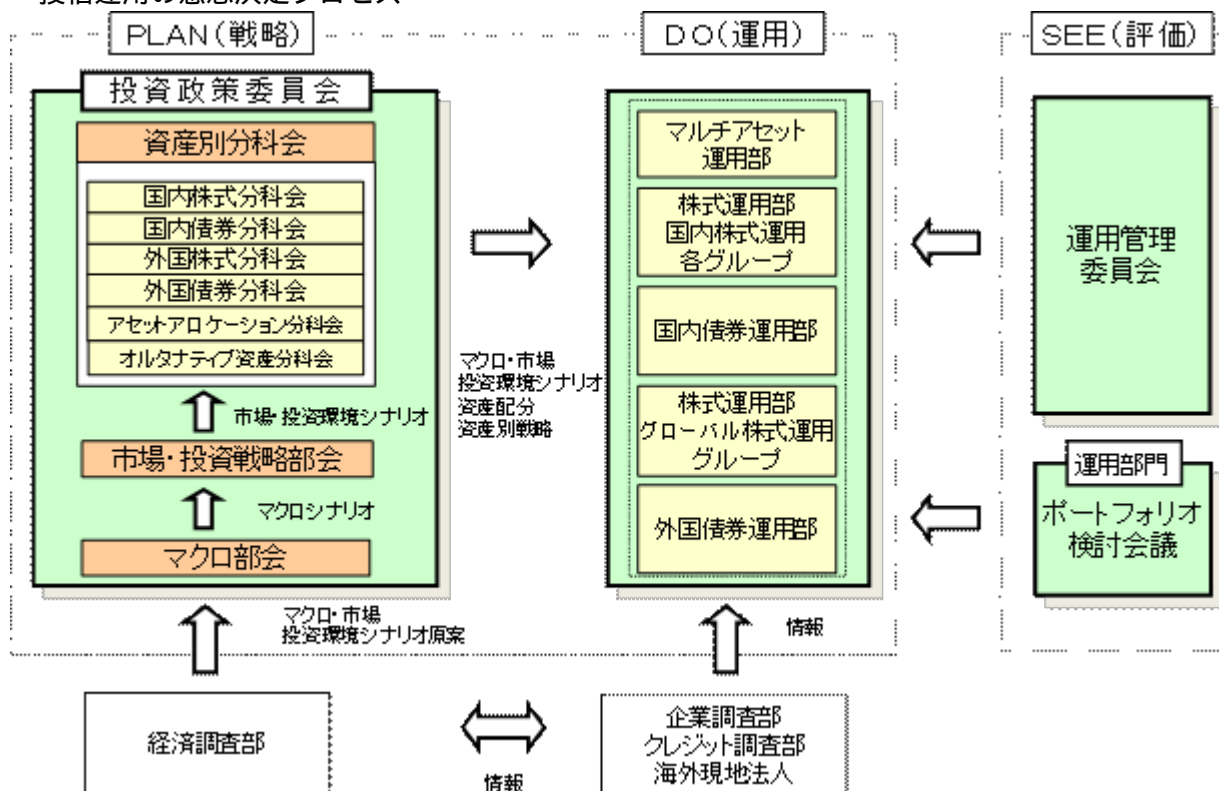 投信運用の意思決定プロセス
PLAN(戦略)
DO(運用)
SEE(評価)
投資政策委員会
資産別分科会
国内株式分科会
国内債券分科会
外国株式分科会
外国債券分科会
アセットアロケーション分科会
オルタナティブ資産分科会
市場・投資環境シナリオ
市場・投資戦略部会
マクロシナリオ
マクロ部会
マクロ・市場
投資環境シナリオ原案
経済調査部
マクロ・市場
投資環境シナリオ
資産配分
資産別戦略
マルチアセット
運用部
株式運用部
国内株式運用
各グループ
国内債券運用部
株式運用部
グローバル株式運用
グループ
外国債券運用部
情報
情報
企業調査部
クレジット調査部
海外現地法人
運用管理
委員会
運用部門
ポートフォリオ
検討会議